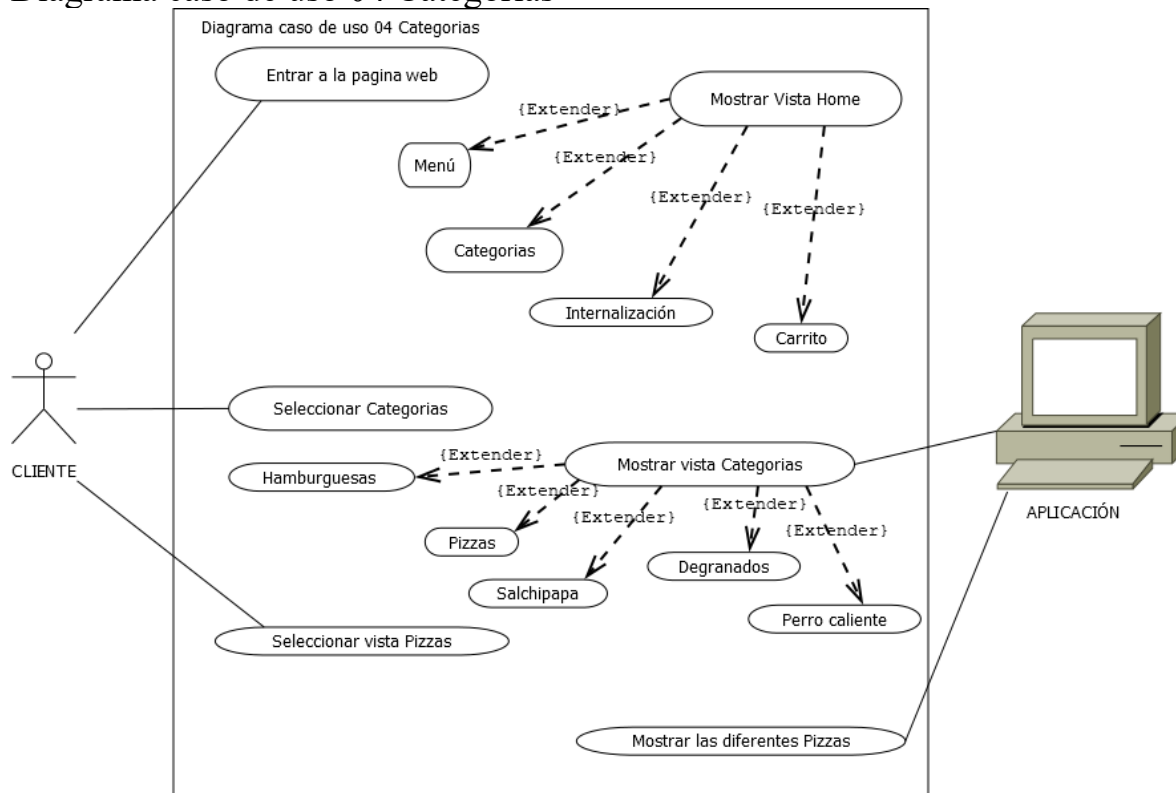 Diagrama caso de uso 04 Categorias
Diagrama caso de uso 04 Categorias
Entrar a la pagina web
Mostrar Vista Home
{Extender}
Menú
{Extender}
{Extender}
{Extender}
Categorias
Internalización
Carrito
Seleccionar Categorias
CLIENTE
Hamburguesas
{Extender}
Mostrar vista Categorias
{Extender}
{Extender}
{Extender}
{Extender}
APLICACIÓN
Pizzas
Degranados
Salchipapa
Perro caliente
Seleccionar vista Pizzas
Mostrar las diferentes Pizzas